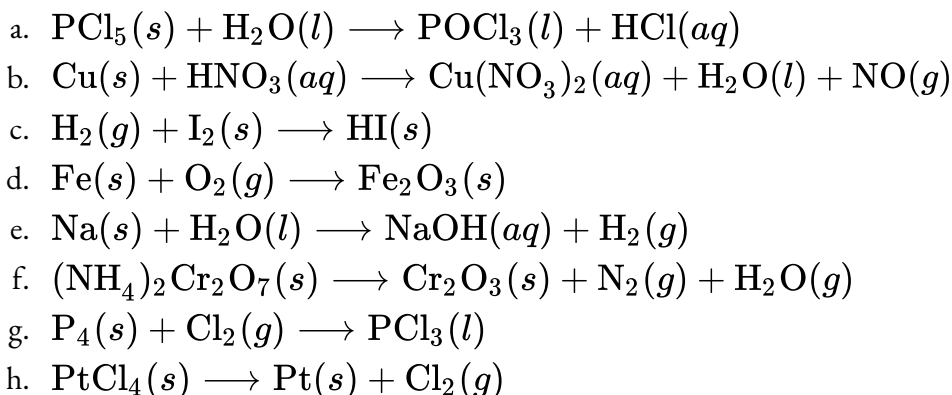 a. PCl₅(s) + H₂O(l) ⟶ POCl₃(l) + HCl(aq)
b. Cu(s) + HNO₃(aq) ⟶ Cu(NO₃)₂(aq) + H₂O(l) + NO(g)
c. H₂(g) + I₂(s) ⟶ HI(s)
d. Fe(s) + O₂(g) ⟶ Fe₂O₃(s)
e. Na(s) + H₂O(l) ⟶ NaOH(aq) + H₂(g)
f. (NH₄)₂Cr₂O₇(s) ⟶ Cr₂O₃(s) + N₂(g) + H₂O(g)
g. P₄(s) + Cl₂(g) ⟶ PCl₃(l)
h. PtCl₄(s) ⟶ Pt(s) + Cl₂(g)